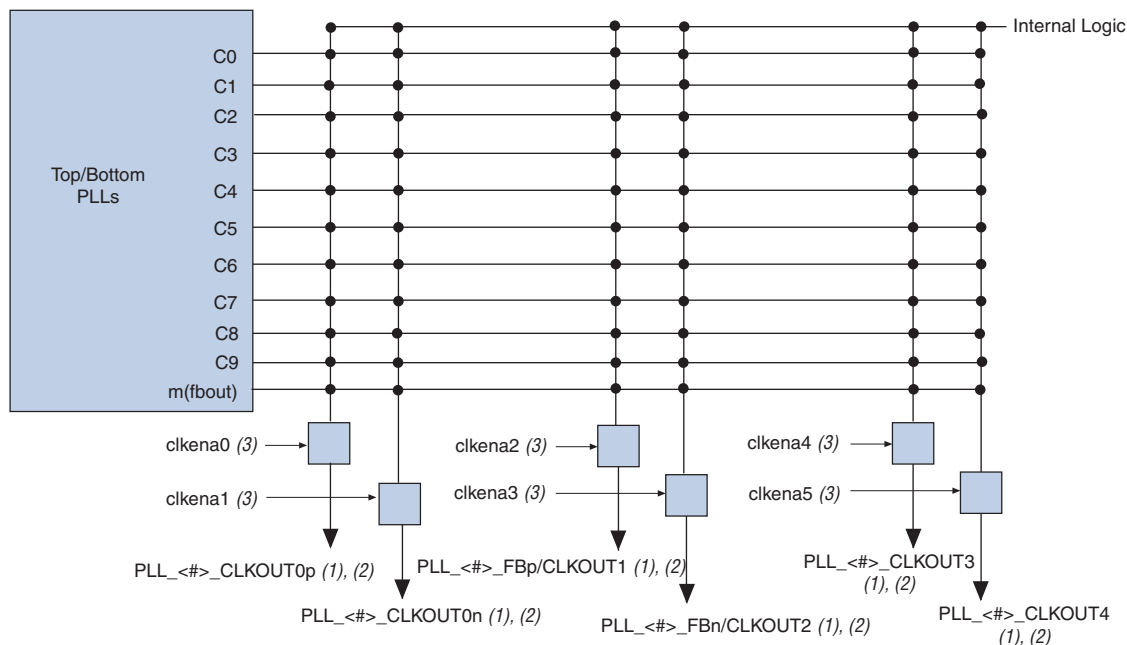 Internal Logic
C0
C1
C2
C3
Top/Bottom
PLLs
C4
C5
C6
C7
C8
C9
m(fbout)
clkena0 (3)
clkena2 (3)
clkena4 (3)
clkena1 (3)
clkena3 (3)
clkena5 (3)
PLL_<#>_CLKOUT0p (1), (2)
PLL_<#>_FBp/CLKOUT1 (1), (2)
PLL_<#>_CLKOUT3
(1), (2)
PLL_<#>_CLKOUT0n (1), (2)
PLL_<#>_FBn/CLKOUT2 (1), (2)
PLL_<#>_CLKOUT4
(1), (2)